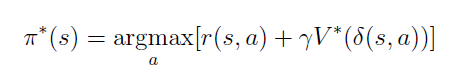 π*(s) = argmax[r(s, a) + γV*(δ(s, a))]
a